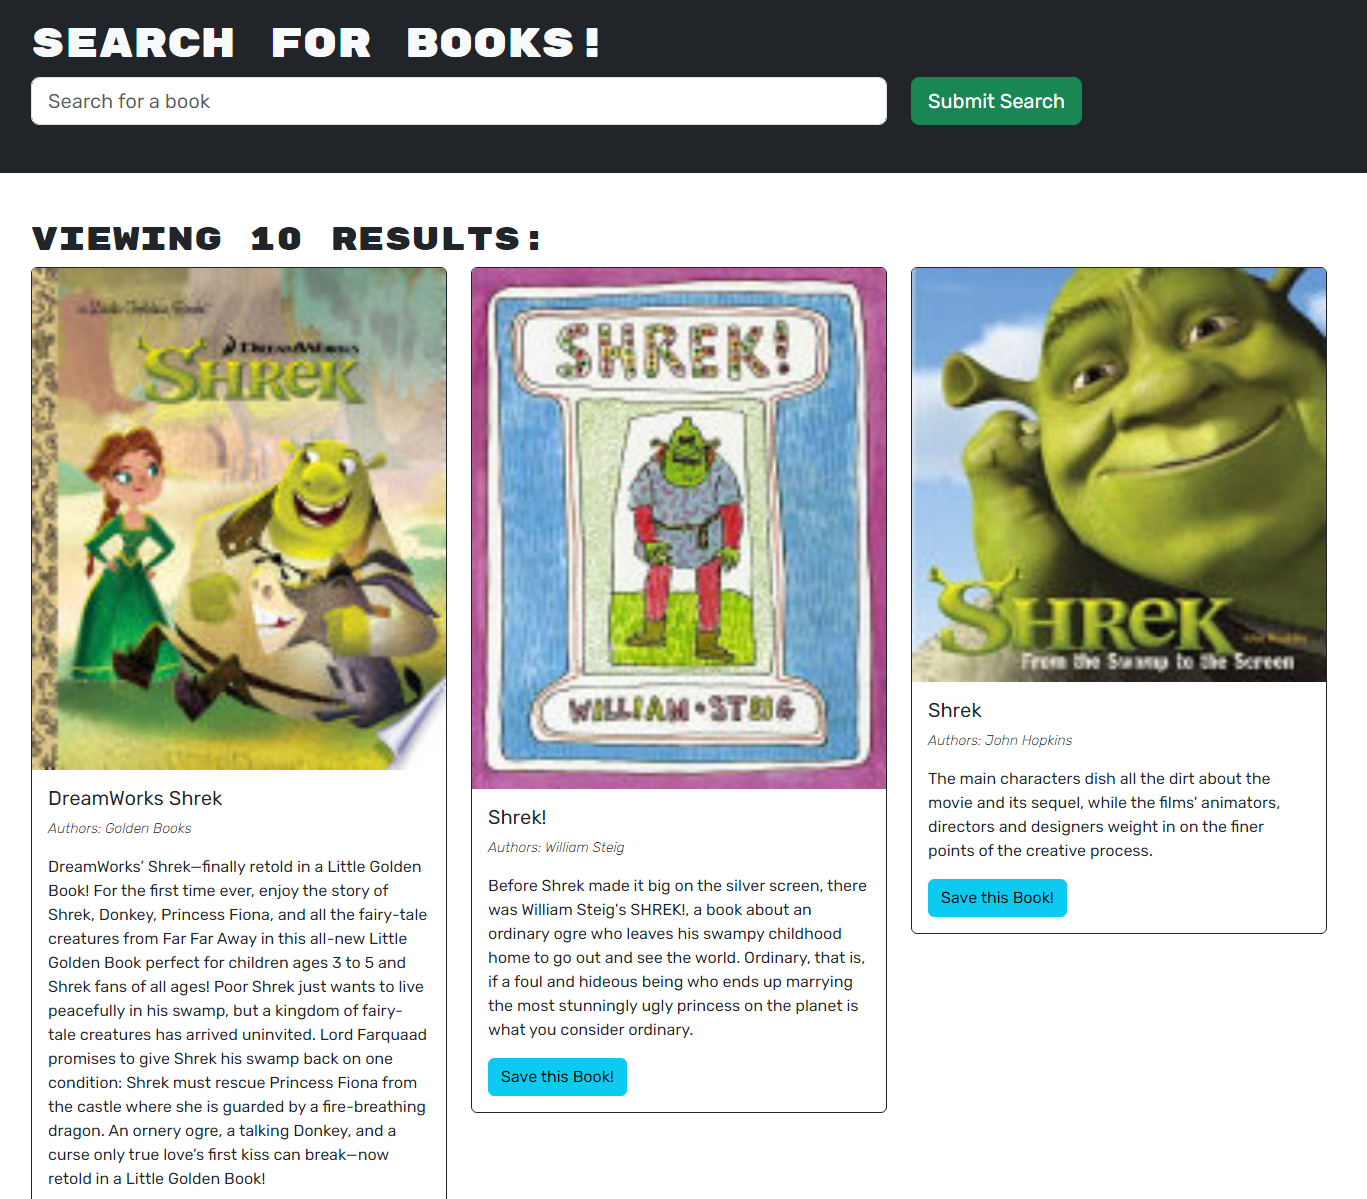 SEARCH FOR BOOKS!
Search for a book
Submit Search
VIEWING 10 RESULTS:
a Little Golden Book
DREAMWORKS
SHREK
DreamWorks Shrek
Authors: Golden Books
DreamWorks’ Shrek—finally retold in a Little Golden
Book! For the first time ever, enjoy the story of
Shrek, Donkey, Princess Fiona, and all the fairy-tale
creatures from Far Far Away in this all-new Little
Golden Book perfect for children ages 3 to 5 and
Shrek fans of all ages! Poor Shrek just wants to live
peacefully in his swamp, but a kingdom of fairy-
tale creatures has arrived uninvited. Lord Farquaad
promises to give Shrek his swamp back on one
condition: Shrek must rescue Princess Fiona from
the castle where she is guarded by a fire-breathing
dragon. An ornery ogre, a talking Donkey, and a
curse only true love’s first kiss can break—now
retold in a Little Golden Book!
SHREK!
WILLIAM•STEIG
Shrek!
Authors: William Steig
Before Shrek made it big on the silver screen, there
was William Steig's SHREK!, a book about an
ordinary ogre who leaves his swampy childhood
home to go out and see the world. Ordinary, that is,
if a foul and hideous being who ends up marrying
the most stunningly ugly princess on the planet is
what you consider ordinary.
Save this Book!
SHREK
From the Swamp to the Screen
Shrek
Authors: John Hopkins
The main characters dish all the dirt about the
movie and its sequel, while the films' animators,
directors and designers weight in on the finer
points of the creative process.
Save this Book!